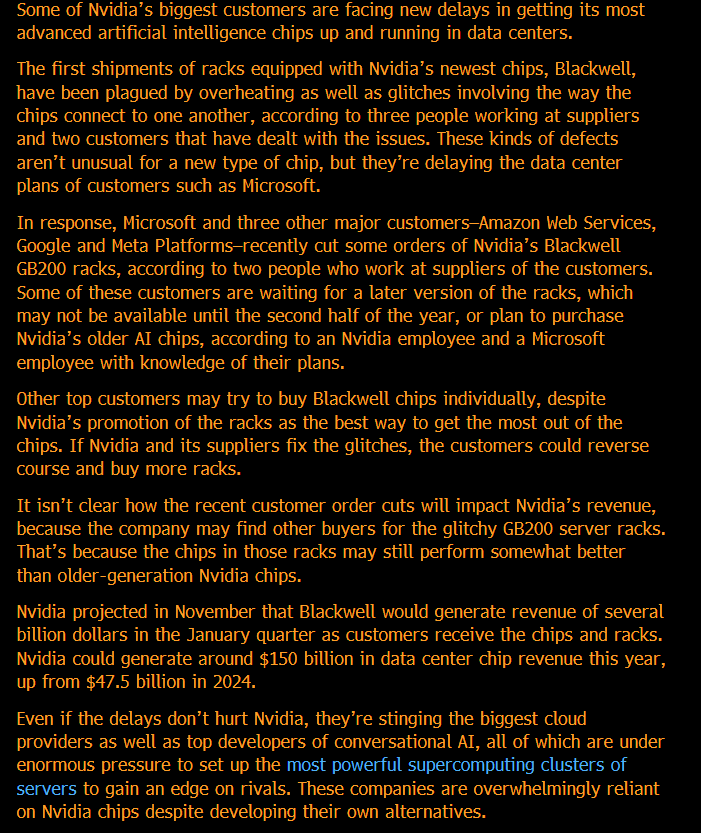 Some of Nvidia’s biggest customers are facing new delays in getting its most
advanced artificial intelligence chips up and running in data centers.
The first shipments of racks equipped with Nvidia’s newest chips, Blackwell,
have been plagued by overheating as well as glitches involving the way the
chips connect to one another, according to three people working at suppliers
and two customers that have dealt with the issues. These kinds of defects
aren’t unusual for a new type of chip, but they’re delaying the data center
plans of customers such as Microsoft.
In response, Microsoft and three other major customers—Amazon Web Services,
Google and Meta Platforms—recently cut some orders of Nvidia’s Blackwell
GB200 racks, according to two people who work at suppliers of the customers.
Some of these customers are waiting for a later version of the racks, which
may not be available until the second half of the year, or plan to purchase
Nvidia’s older AI chips, according to an Nvidia employee and a Microsoft
employee with knowledge of their plans.
Other top customers may try to buy Blackwell chips individually, despite
Nvidia’s promotion of the racks as the best way to get the most out of the
chips. If Nvidia and its suppliers fix the glitches, the customers could reverse
course and buy more racks.
It isn’t clear how the recent customer order cuts will impact Nvidia’s revenue,
because the company may find other buyers for the glitchy GB200 server racks.
That’s because the chips in those racks may still perform somewhat better
than older-generation Nvidia chips.
Nvidia projected in November that Blackwell would generate revenue of several
billion dollars in the January quarter as customers receive the chips and racks.
Nvidia could generate around $150 billion in data center chip revenue this year,
up from $47.5 billion in 2024.
Even if the delays don’t hurt Nvidia, they’re stinging the biggest cloud
providers as well as top developers of conversational AI, all of which are under
enormous pressure to set up the most powerful supercomputing clusters of
servers to gain an edge on rivals. These companies are overwhelmingly reliant
on Nvidia chips despite developing their own alternatives.